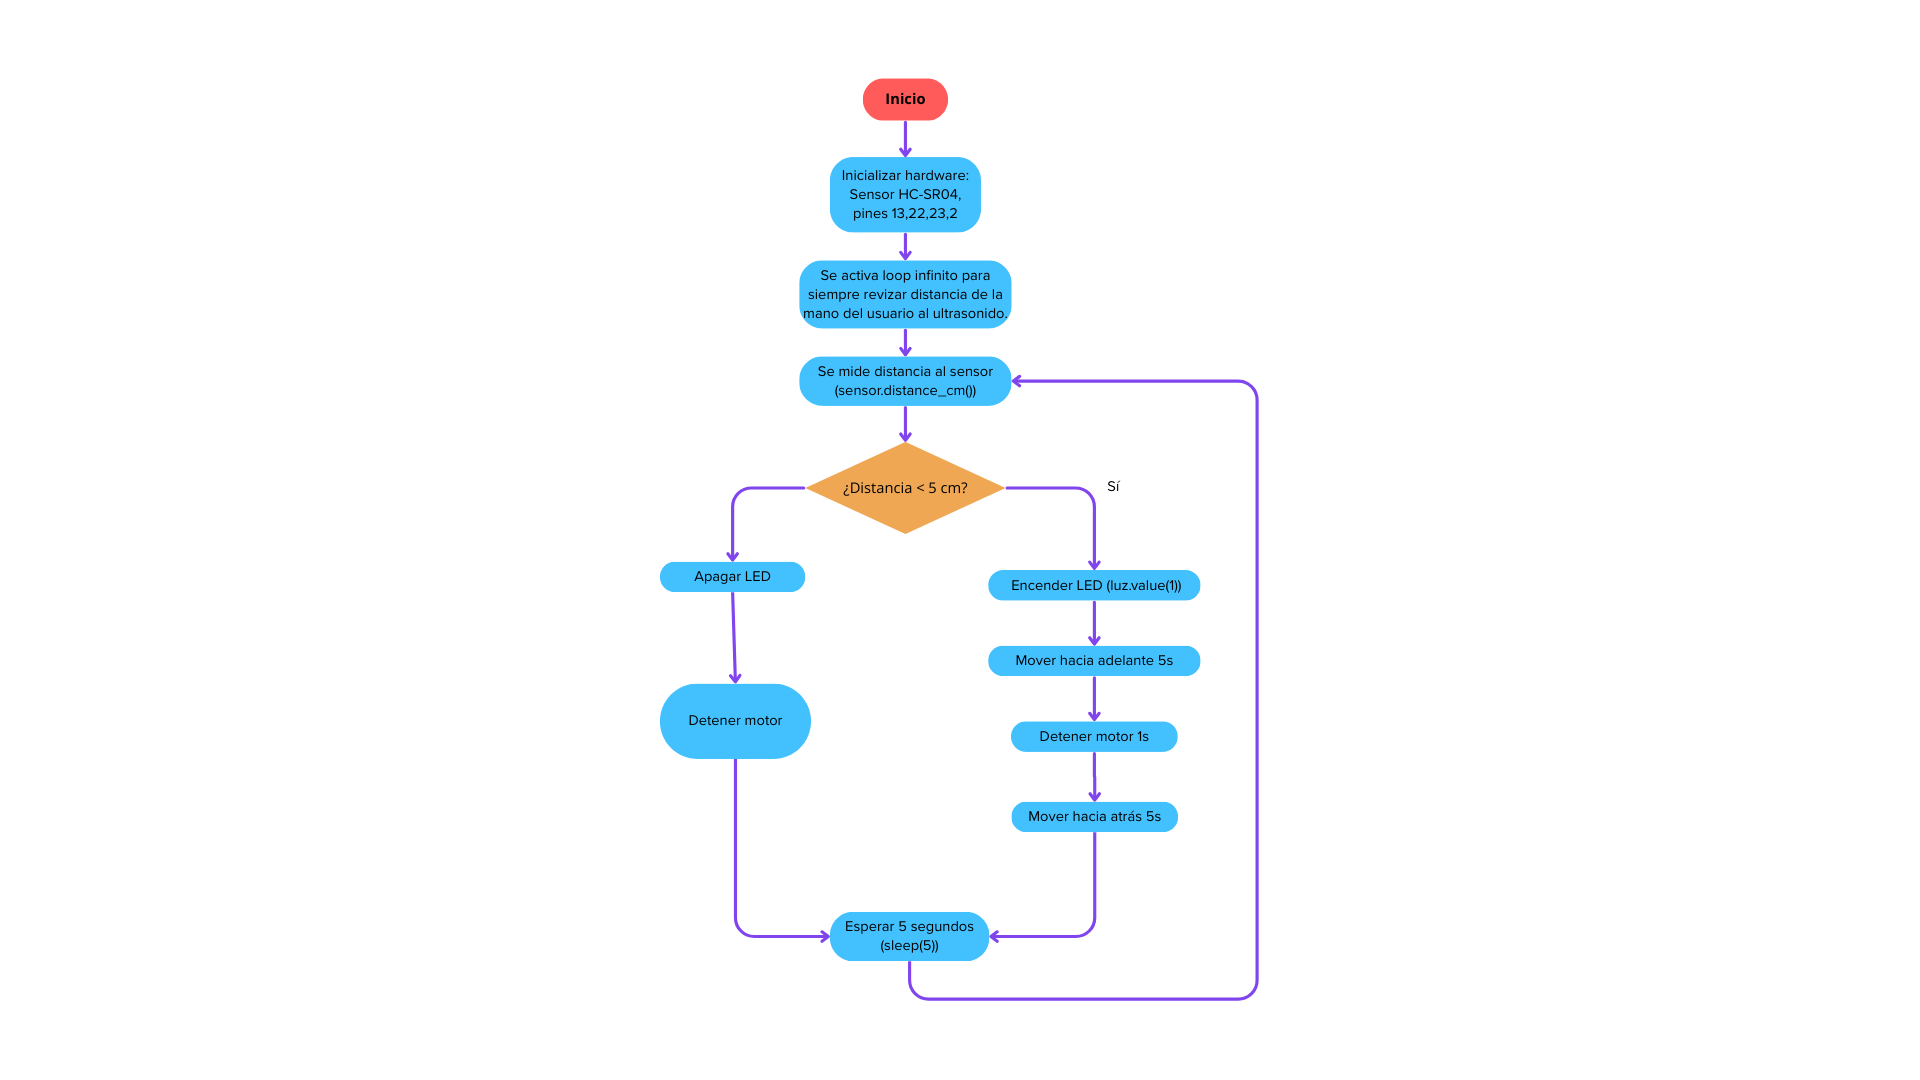 Inicio
Inicializar hardware:
Sensor HC-SR04,
pines 13,22,23,2
Se activa loop infinito para
siempre revizar distancia de la
mano del usuario al ultrasonido.
Se mide distancia al sensor
(sensor.distance_cm())
¿Distancia < 5 cm?
Sí
Apagar LED
Encender LED (luz.value(1))
Mover hacia adelante 5s
Detener motor
Detener motor 1s
Mover hacia atrás 5s
Esperar 5 segundos
(sleep(5))